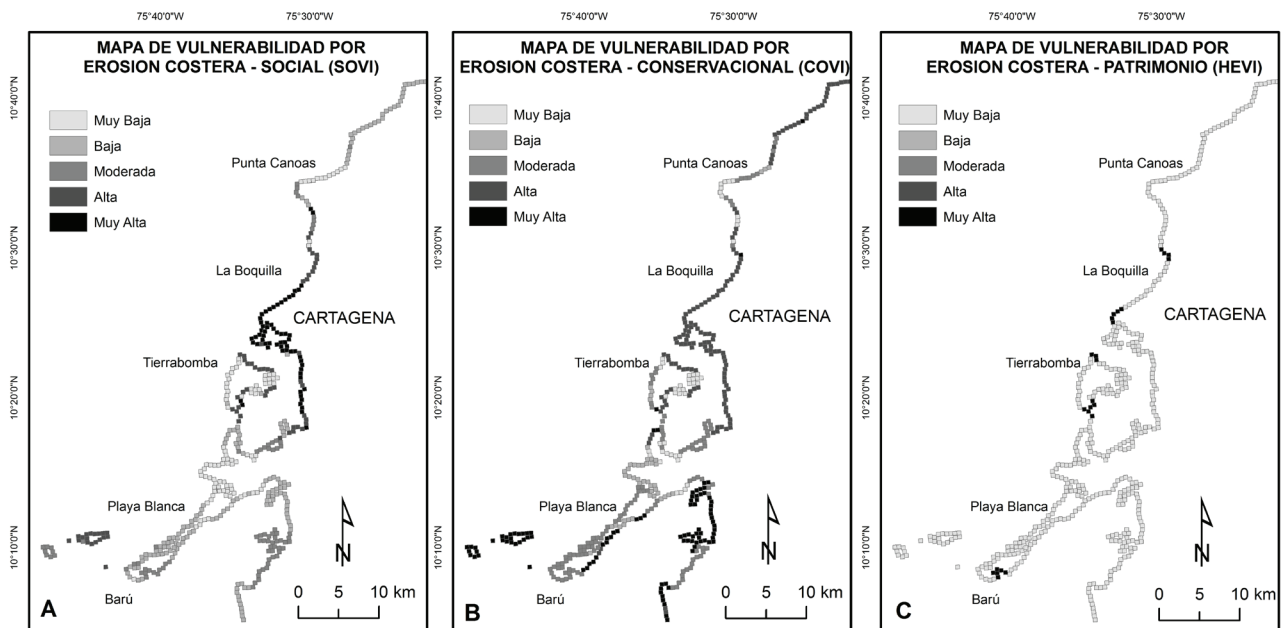 75°40'0"W
75°30'0"W
75°40'0"W
75°30'0"W
MAPA DE VULNERABILIDAD POR
EROSION COSTERA - SOCIAL (SOVI)
10°40'0"N
10°30'0"N
10°20'0"N
10°10'0"N
Muy Baja
Baja
Moderada
Alta
Muy Alta
Punta Canoas
La Boquilla
CARTAGENA
Tierrabomba
Playa Blanca
Barú
N
0 5 10 km
A
MAPA DE VULNERABILIDAD POR
EROSION COSTERA - CONSERVACIONAL (COVI)
10°40'0"N
10°30'0"N
10°20'0"N
10°10'0"N
Muy Baja
Baja
Moderada
Alta
Muy Alta
Punta Canoas
La Boquilla
CARTAGENA
Tierrabomba
Playa Blanca
Barú
N
0 5 10 km
B
MAPA DE VULNERABILIDAD POR
EROSION COSTERA - PATRIMONIO (HEVI)
10°40'0"N
10°30'0"N
10°20'0"N
10°10'0"N
Muy Baja
Baja
Moderada
Alta
Muy Alta
Punta Canoas
La Boquilla
CARTAGENA
Tierrabomba
Playa Blanca
Barú
N
0 5 10 km
C